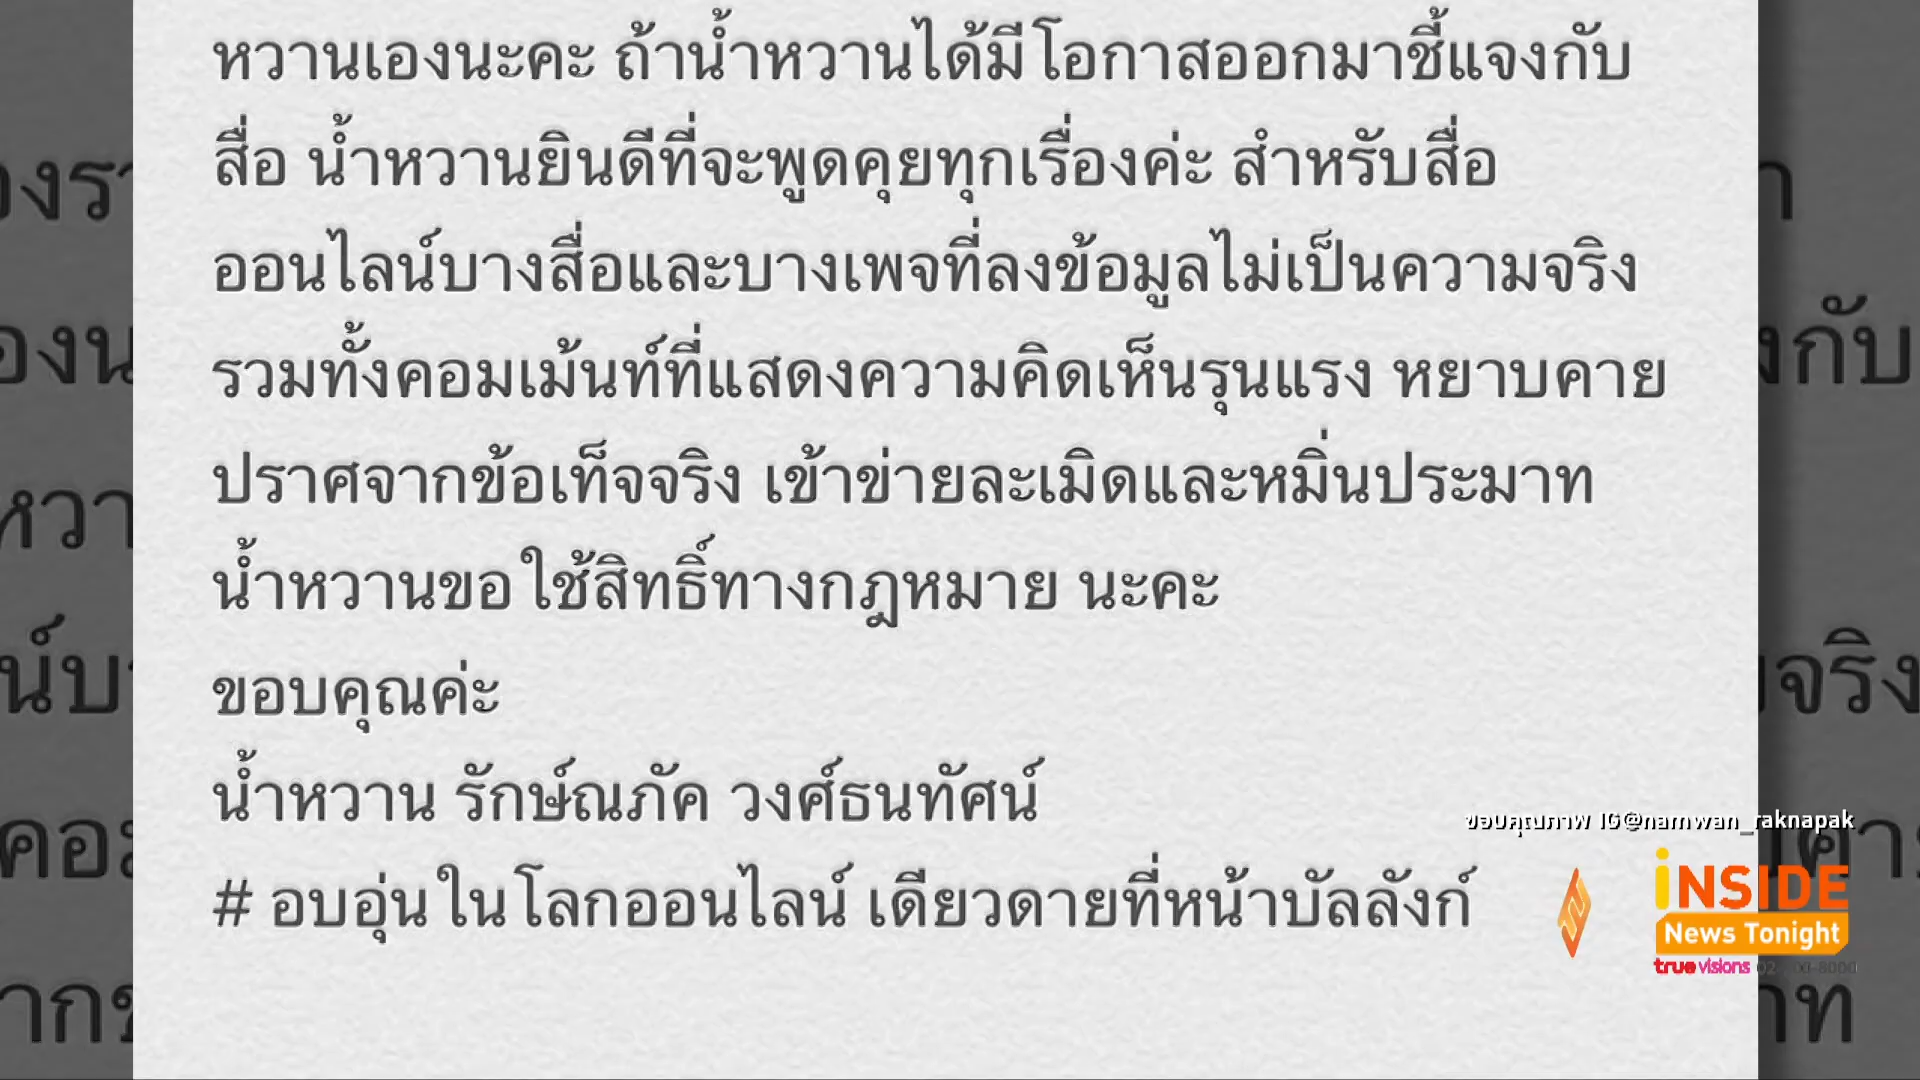 หวานเองนะคะ ถ้าน้ำหวานได้มีโอกาสออกมาชี้แจงกับ
สื่อ น้ำหวานยินดีที่จะพูดคุยทุกเรื่องค่ะ สำหรับสื่อ
ออนไลน์บางสื่อและบางเพจที่ลงข้อมูลไม่เป็นความจริง
รวมทั้งคอมเม้นท์ที่แสดงความคิดเห็นรุนแรง หยาบคาย
ปราศจากข้อเท็จจริง เข้าข่ายละเมิดและหมิ่นประมาท
น้ำหวานขอใช้สิทธิ์ทางกฎหมาย นะคะ
ขอบคุณค่ะ
น้ำหวาน รักษ์ณภัค วงศ์ธนทัศน์
# อบอุ่นในโลกออนไลน์ เดียวดายที่หน้าบัลลังก์
ขอบคุณภาพ IG@namwan_raknapak
iNSIDE
News Tonight
truevisions